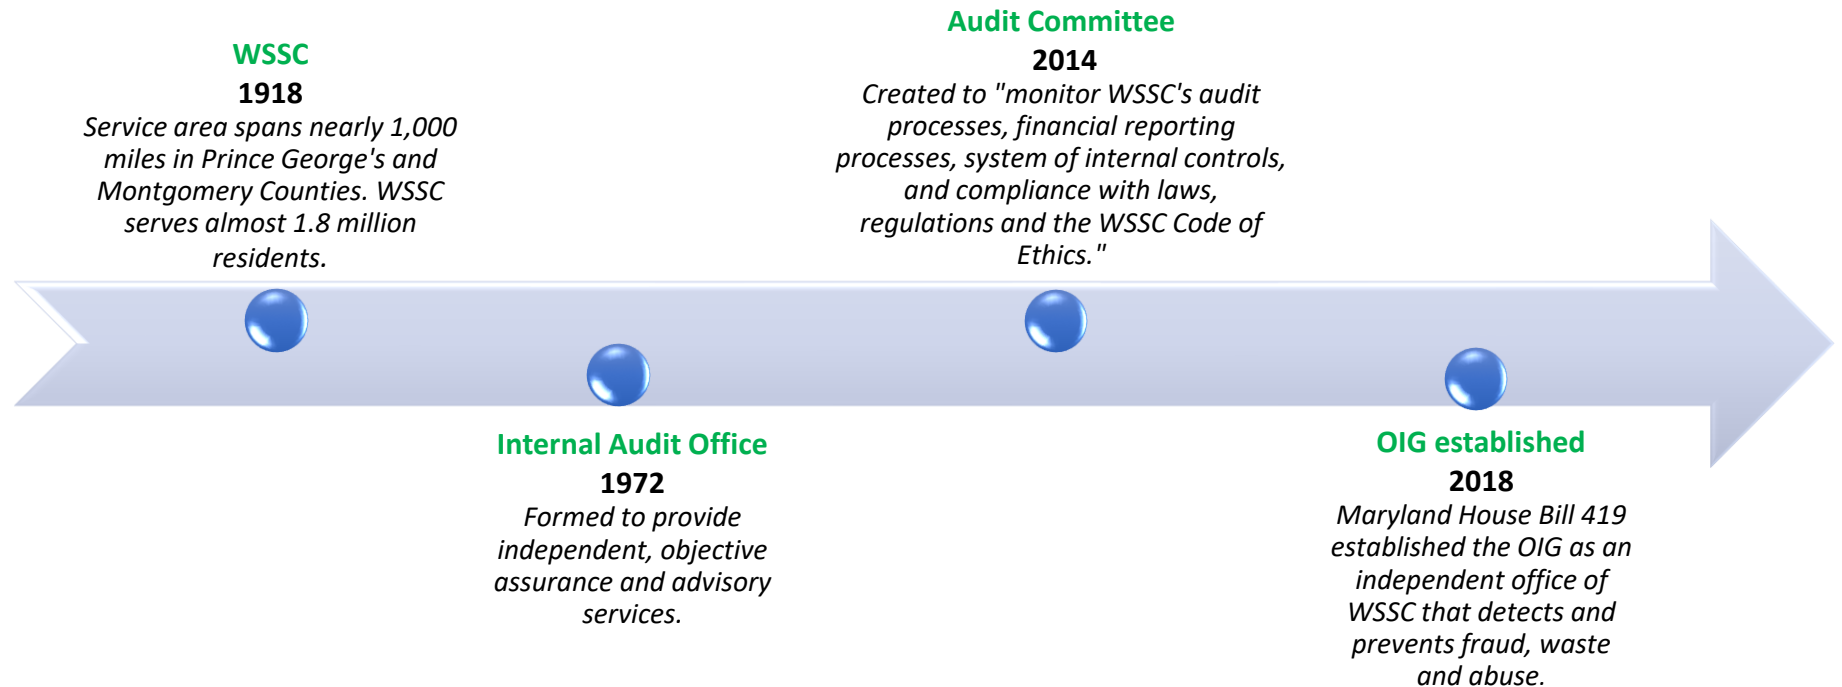 WSSC
1918
Service area spans nearly 1,000
miles in Prince George's and
Montgomery Counties. WSSC
serves almost 1.8 million
residents.
Internal Audit Office
1972
Formed to provide
independent, objective
assurance and advisory
services.
Audit Committee
2014
Created to "monitor WSSC's audit
processes, financial reporting
processes, system of internal controls,
and compliance with laws,
regulations and the WSSC Code of
Ethics."
OIG established
2018
Maryland House Bill 419
established the OIG as an
independent office of
WSSC that detects and
prevents fraud, waste
and abuse.